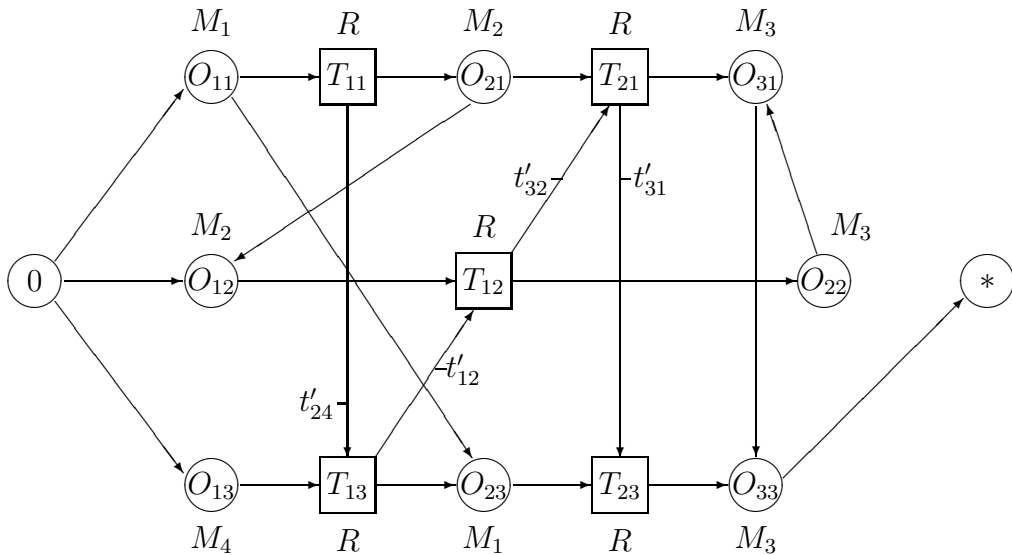 M₁ R M₂ R M₃
O₁₁ T₁₁ O₂₁ T₂₁ O₃₁
t′₃₂ t′₃₁
M₂ R M₃
0 O₁₂ T₁₂ O₂₂ *
t′₁₂
t′₂₄
O₁₃ T₁₃ O₂₃ T₂₃ O₃₃
M₄ R M₁ R M₃